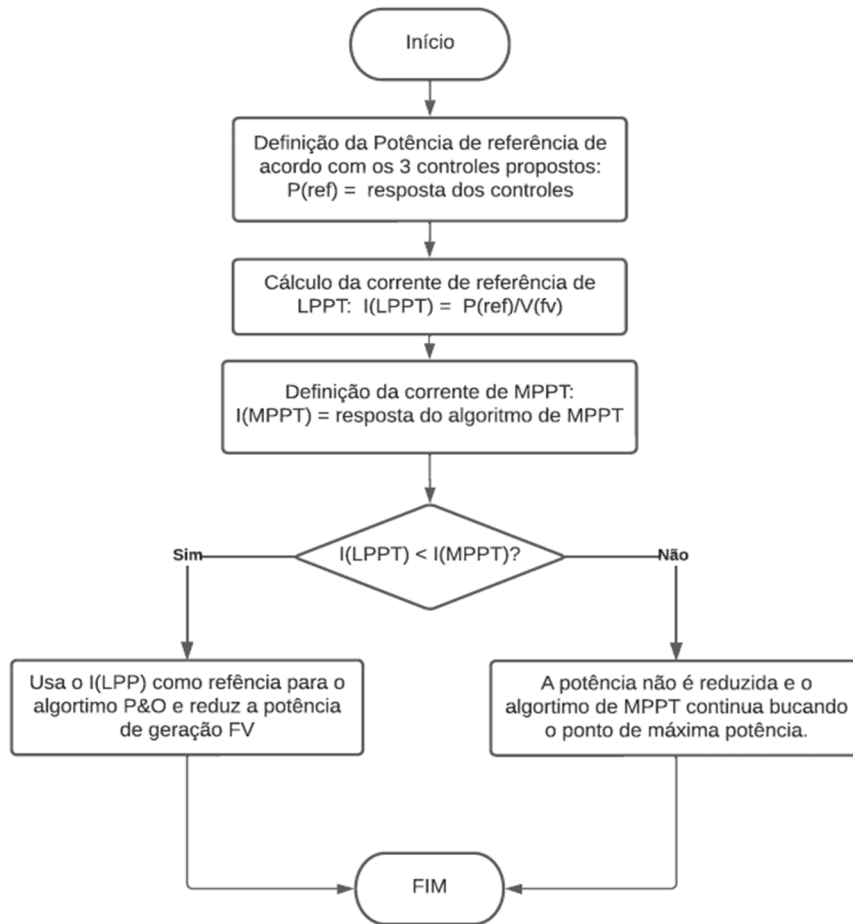 Início
Definição da Potência de referência de
acordo com os 3 controles propostos:
P(ref) = resposta dos controles
Cálculo da corrente de referência de
LPPT: I(LPPT) = P(ref)/V(fv)
Definição da corrente de MPPT:
I(MPPT) = resposta do algoritmo de MPPT
I(LPPT) < I(MPPT)?
Sim
Não
Usa o I(LPP) como refência para o
algortimo P&O e reduz a potência
de geração FV
A potência não é reduzida e o
algortimo de MPPT continua bucando
o ponto de máxima potência.
FIM